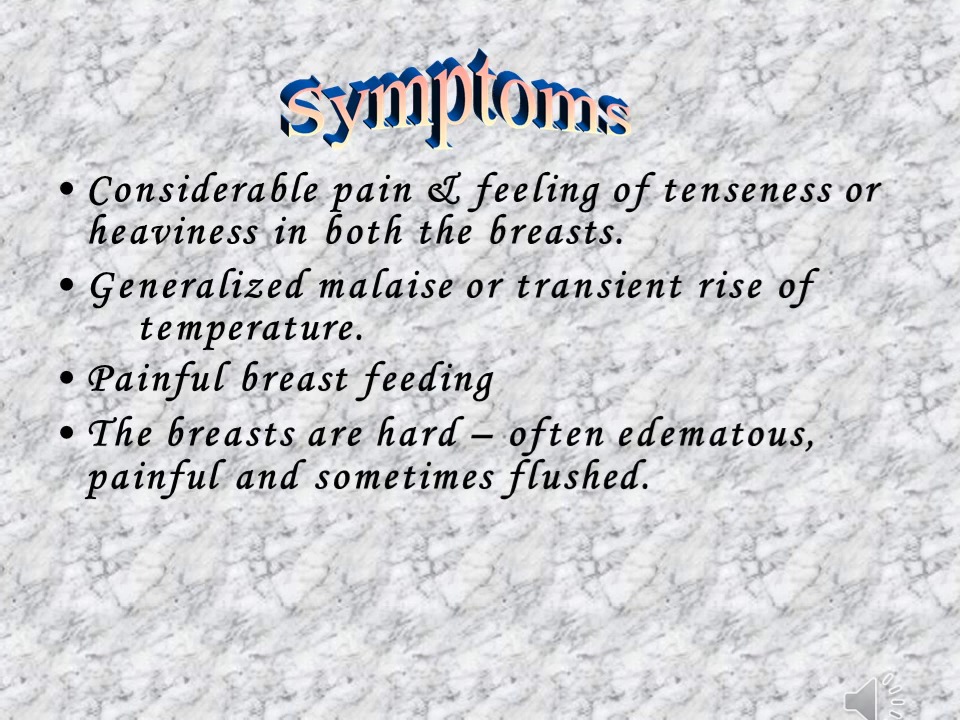 Symptoms
• Considerable pain & feeling of tenseness or
heaviness in both the breasts.
• Generalized malaise or transient rise of
temperature.
• Painful breast feeding
• The breasts are hard – often edematous,
painful and sometimes flushed.